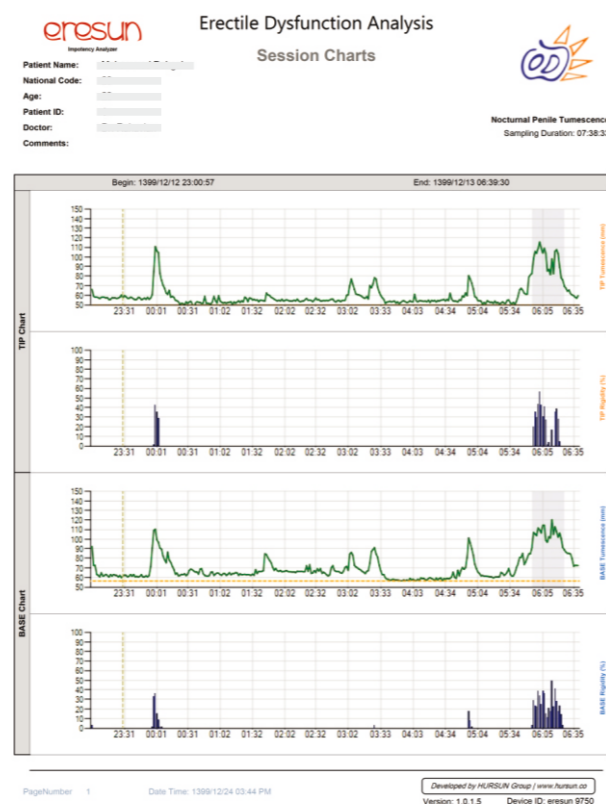 eresun
Impotency Analyzer
Erectile Dysfunction Analysis
Session Charts
OD
Patient Name:
National Code:
Age:
Patient ID:
Doctor:
Comments:
Nocturnal Penile Tumescence
Sampling Duration: 07:38:33
Begin: 1399/12/12 23:00:57 End: 1399/12/13 06:39:30
TIP Chart
150
140
130
120
110
100
90
80
70
60
50
23:31 00:01 00:31 01:02 01:32 02:02 02:32 03:02 03:33 04:03 04:34 05:04 05:34 06:05 06:35
TIP Tumescence (mm)
100
90
80
70
60
50
40
30
20
10
0
23:31 00:01 00:31 01:02 01:32 02:02 02:32 03:02 03:33 04:03 04:34 05:04 05:34 06:05 06:35
TIP Rigidity (%)
BASE Chart
150
140
130
120
110
100
90
80
70
60
50
23:31 00:01 00:31 01:02 01:32 02:02 02:32 03:02 03:33 04:03 04:34 05:04 05:34 06:05 06:35
BASE Tumescence (mm)
100
90
80
70
60
50
40
30
20
10
0
23:31 00:01 00:31 01:02 01:32 02:02 02:32 03:02 03:33 04:03 04:34 05:04 05:34 06:05 06:35
BASE Rigidity (%)
PageNumber 1 Date Time: 1399/12/24 03:44 PM
Developed by HURSUN Group | www.hursun.co
Version: 1.0.1.5 Device ID: eresun 9750